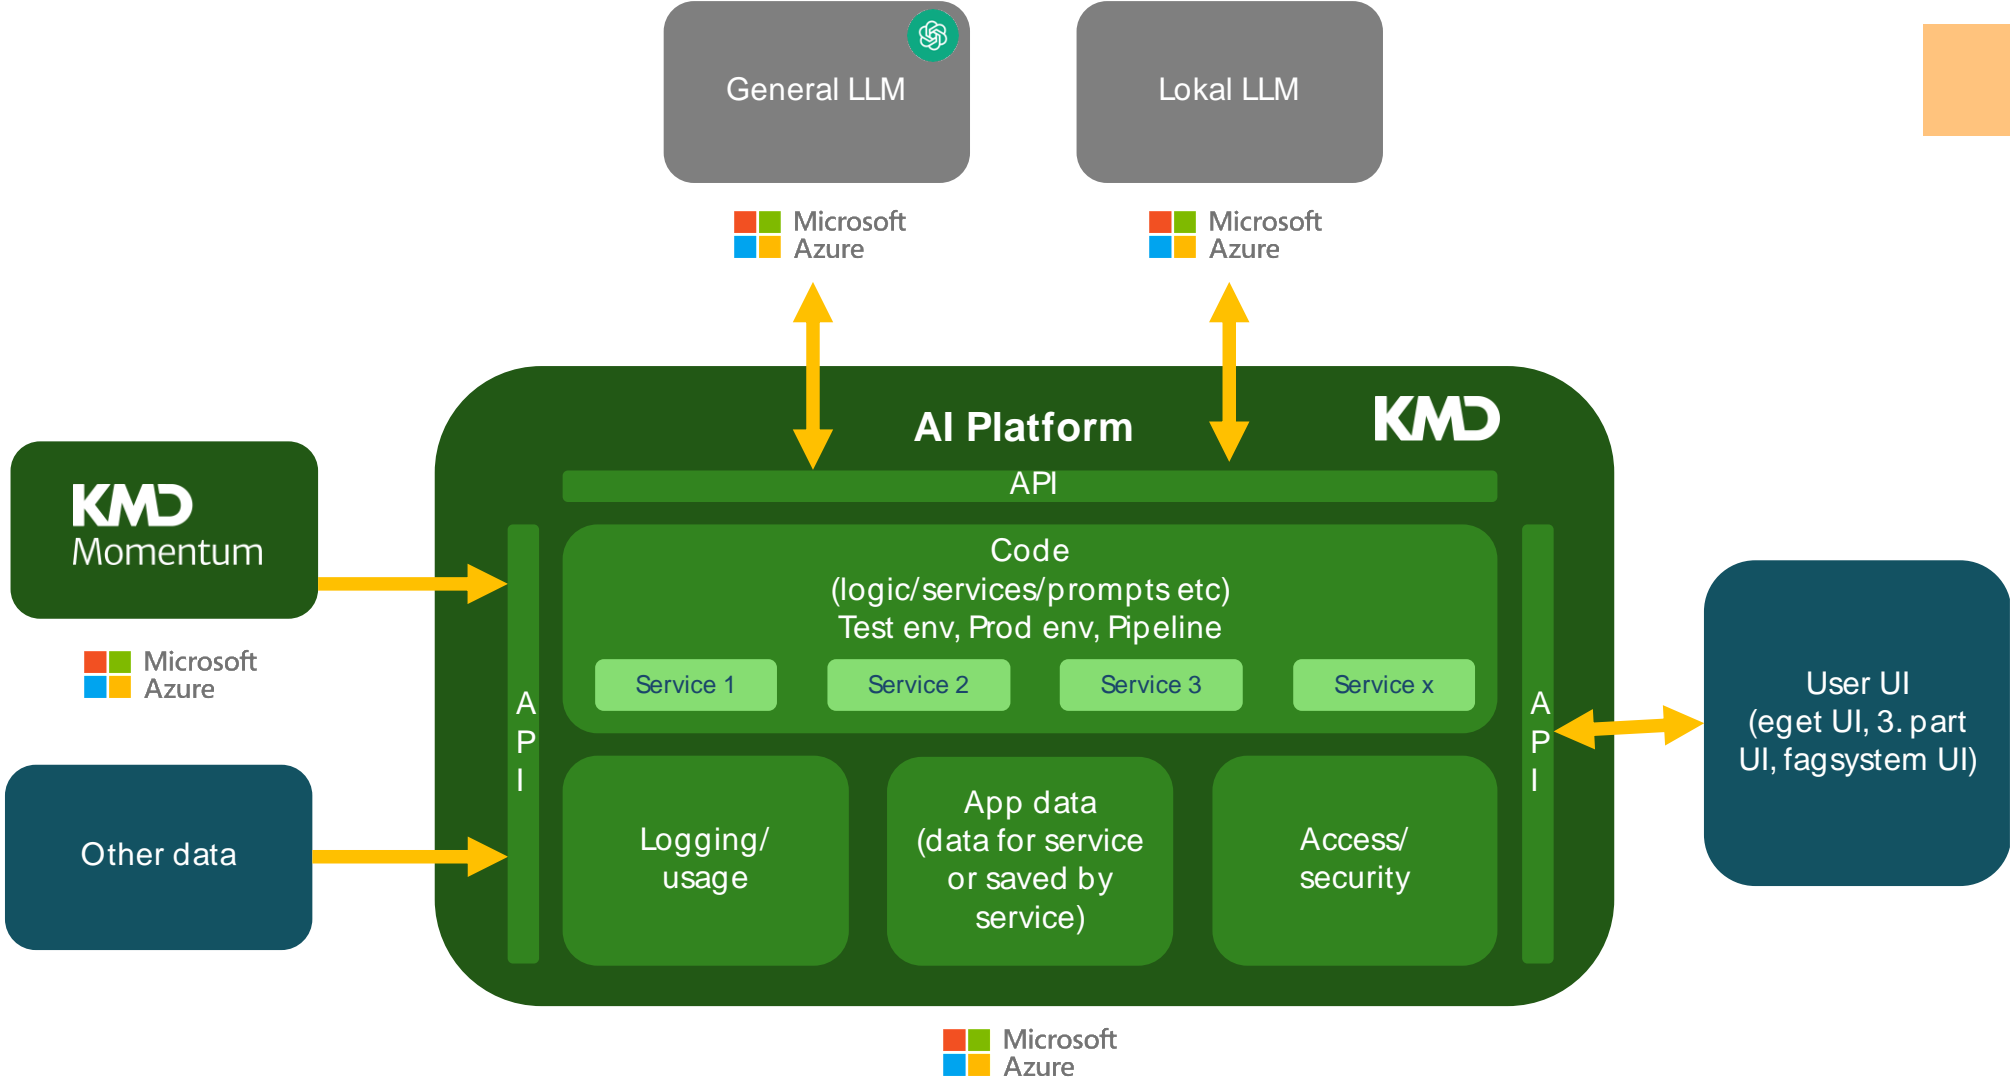 General LLM
Lokal LLM
Microsoft
Azure
Microsoft
Azure
AI Platform
KMD
API
KMD
Momentum
Microsoft
Azure
Code
(logic/services/prompts etc)
Test env, Prod env, Pipeline
Service 1
Service 2
Service 3
Service x
A
P
I
A
P
I
User UI
(eget UI, 3. part
UI, fagsystem UI)
Other data
Logging/
usage
App data
(data for service
or saved by
service)
Access/
security
Microsoft
Azure